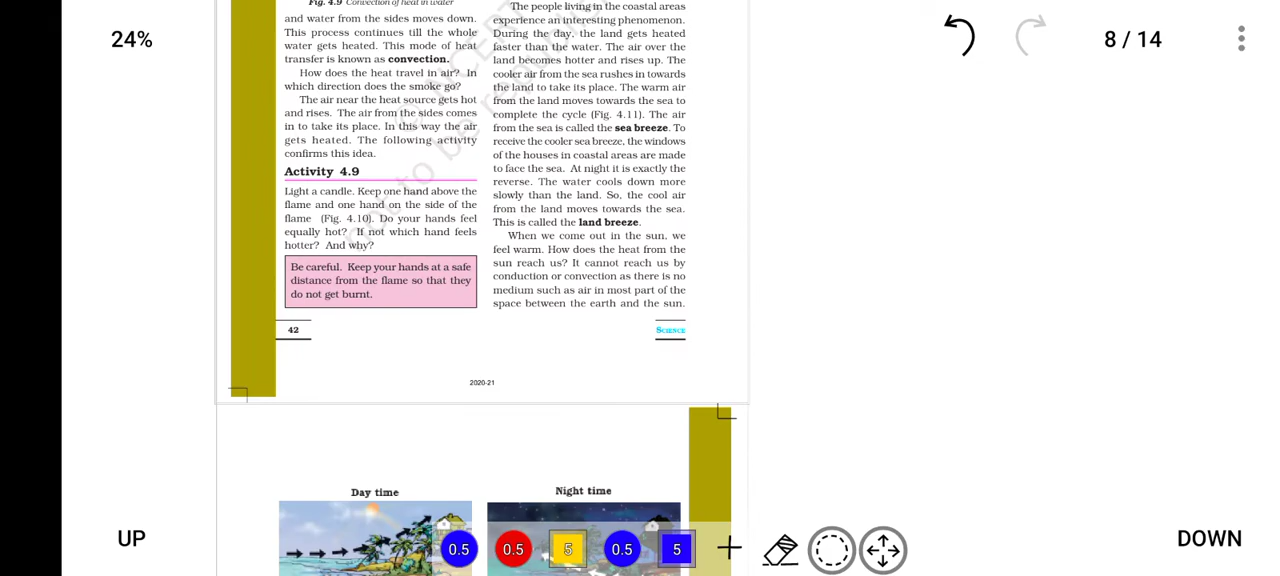 24%
8 / 14
Fig. 4.9 Convection of heat in water
and water from the sides moves down.
This process continues till the whole
water gets heated. This mode of heat
transfer is known as convection.
How does the heat travel in air? In
which direction does the smoke go?
The air near the heat source gets hot
and rises. The air from the sides comes
in to take its place. In this way the air
gets heated. The following activity
confirms this idea.
Activity 4.9
Light a candle. Keep one hand above the
flame and one hand on the side of the
flame (Fig. 4.10). Do your hands feel
equally hot? If not which hand feels
hotter? And why?
Be careful. Keep your hands at a safe
distance from the flame so that they
do not get burnt.
42
The people living in the coastal areas
experience an interesting phenomenon.
During the day, the land gets heated
faster than the water. The air over the
land becomes hotter and rises up. The
cooler air from the sea rushes in towards
the land to take its place. The warm air
from the land moves towards the sea to
complete the cycle (Fig. 4.11). The air
from the sea is called the sea breeze. To
receive the cooler sea breeze, the windows
of the houses in coastal areas are made
to face the sea. At night it is exactly the
reverse. The water cools down more
slowly than the land. So, the cool air
from the land moves towards the sea.
This is called the land breeze.
When we come out in the sun, we
feel warm. How does the heat from the
sun reach us? It cannot reach us by
conduction or convection as there is no
medium such as air in most part of the
space between the earth and the sun.
SCIENCE
2020-21
Day time
Night time
UP
0.5
0.5
5
0.5
5
DOWN